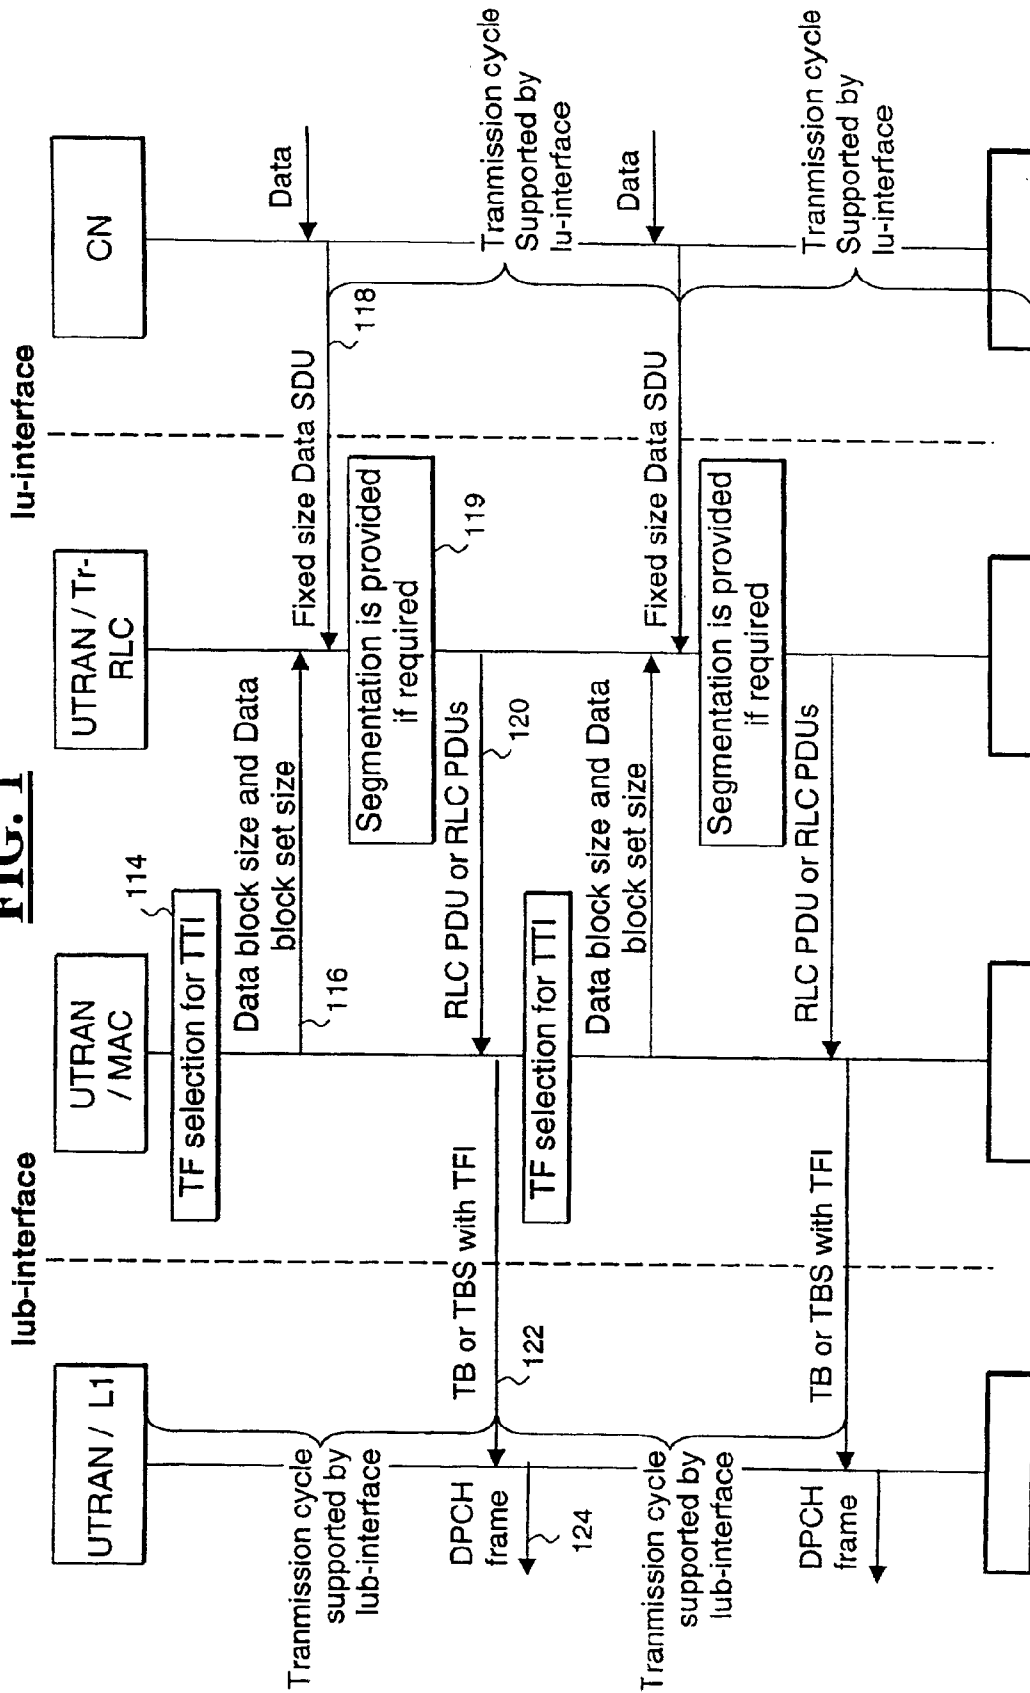 FIG. 1
Iub-interface
Iu-interface
UTRAN / L1
UTRAN
/ MAC
UTRAN / Tr-
RLC
CN
114
TF selection for TTI
Data block size and Data
block set size
116
Data
Fixed size Data SDU
118
Tranmission cycle
supported by
Iub-interface
Segmentation is provided
if required
119
RLC PDU or RLC PDUs
120
Tranmission cycle
Supported by
Iu-interface
TB or TBS with TFI
122
DPCH
frame
124
TF selection for TTI
Data block size and Data
block set size
Data
Fixed size Data SDU
Tranmission cycle
supported by
Iub-interface
Segmentation is provided
if required
RLC PDU or RLC PDUs
Tranmission cycle
Supported by
Iu-interface
TB or TBS with TFI
DPCH
frame